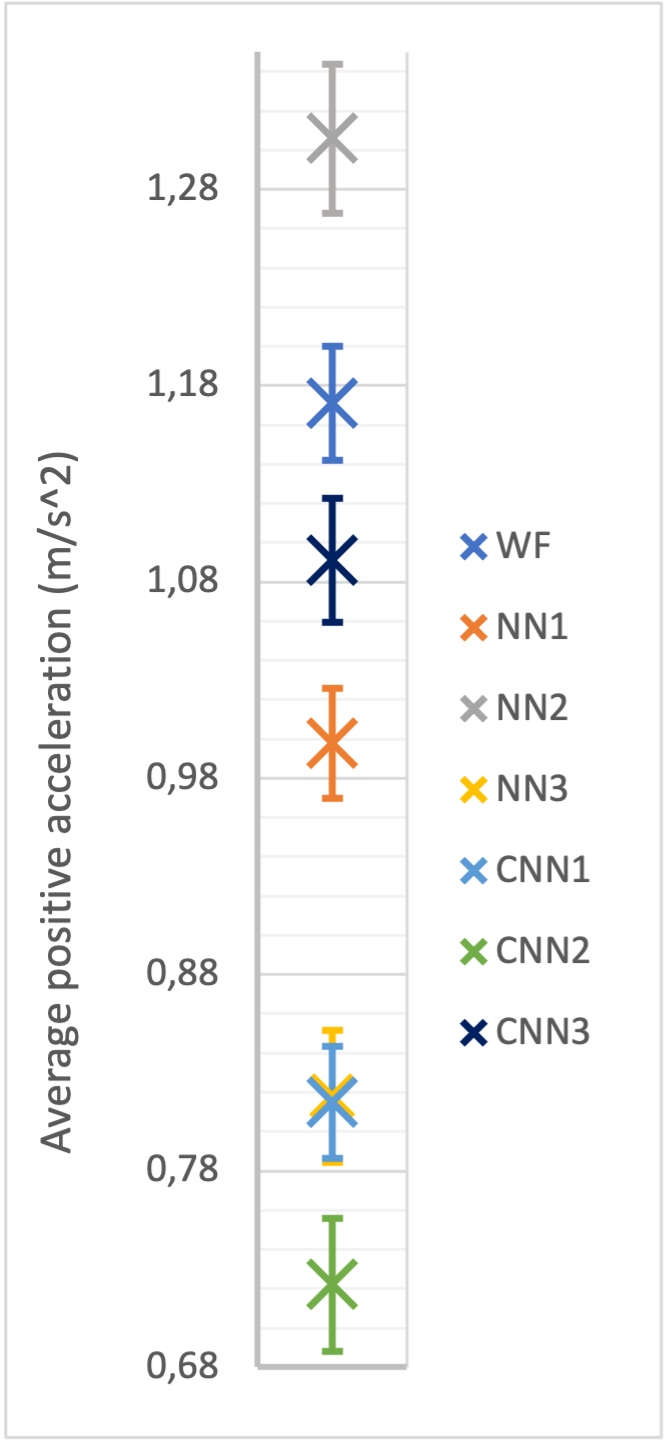 Average positive acceleration (m/s^2)
1,28
1,18
1,08
0,98
0,88
0,78
0,68
WF
NN1
NN2
NN3
CNN1
CNN2
CNN3